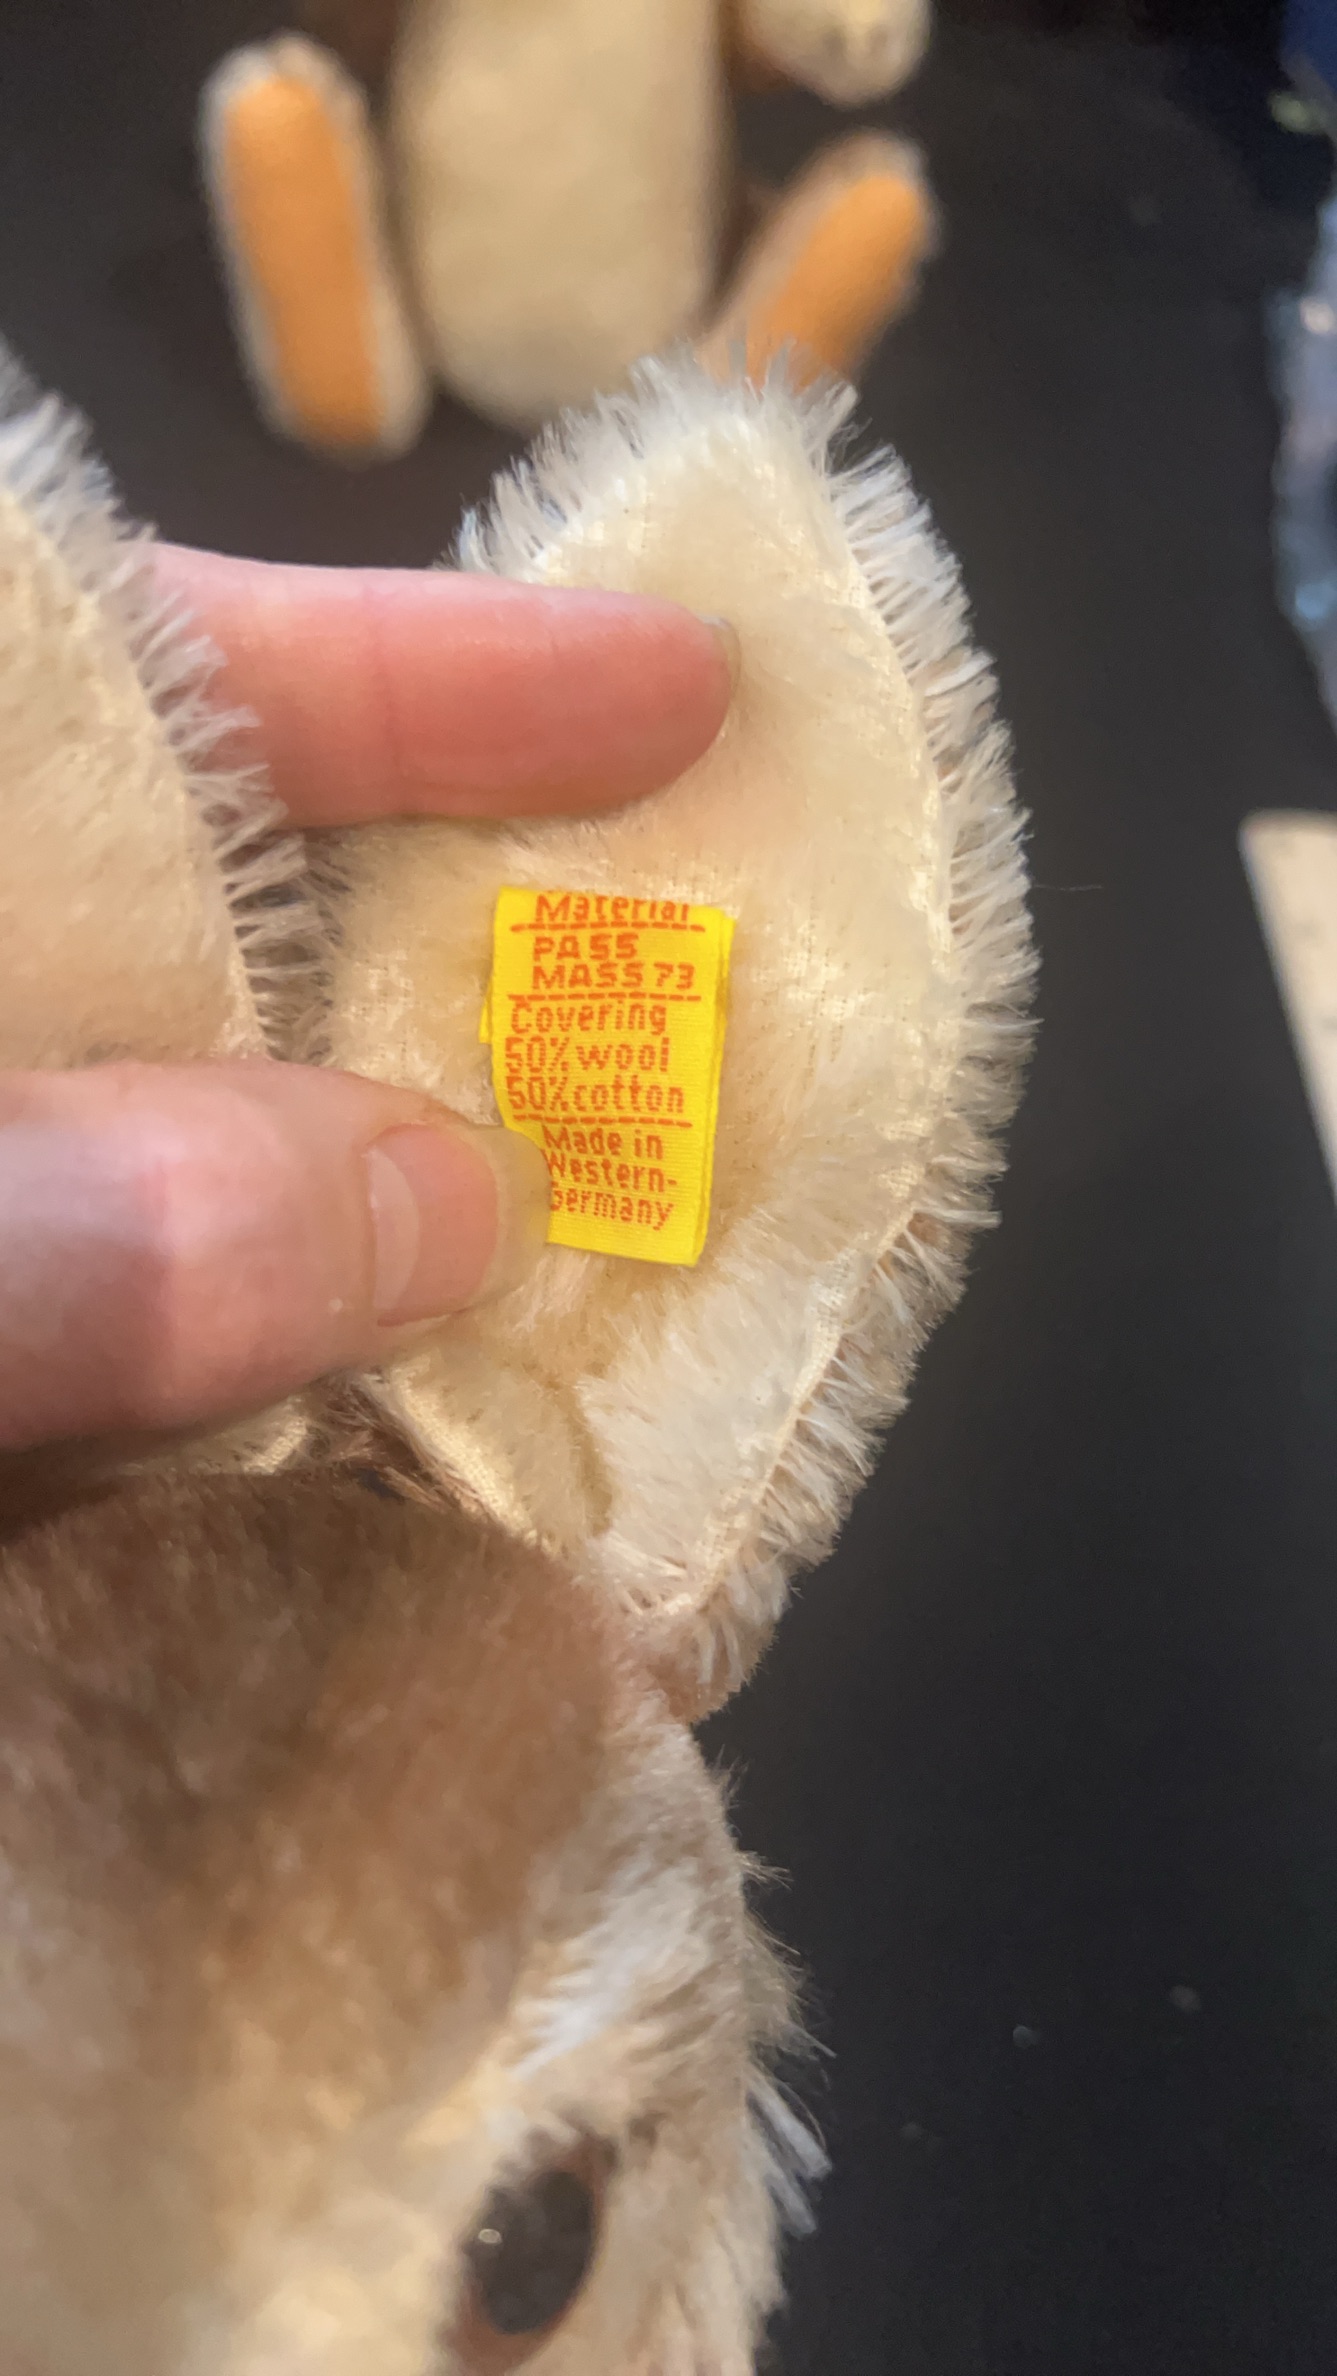 Material
PA 55
MASS 73
Covering
50% wool
50% cotton
Made in
Western-
Germany